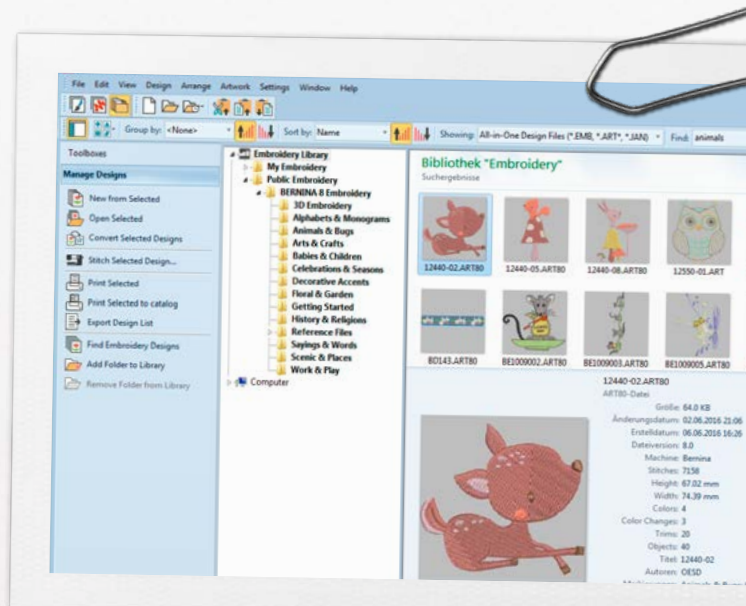 File Edit View Design Arrange Artwork Settings Window Help
Group by: <None> Sort by: Name Showing: All-in-One Design Files (*.EMB, *.ART*, *.JAN) Find: animals
Toolboxes
Manage Designs
New from Selected
Open Selected
Convert Selected Designs
Stitch Selected Design...
Print Selected
Print Selected to catalog
Export Design List
Find Embroidery Designs
Add Folder to Library
Remove Folder from Library
Embroidery Library
My Embroidery
Public Embroidery
BERNINA 8 Embroidery
3D Embroidery
Alphabets & Monograms
Animals & Bugs
Arts & Crafts
Babies & Children
Celebrations & Seasons
Decorative Accents
Floral & Garden
Getting Started
History & Religions
Reference Files
Sayings & Words
Scenic & Places
Work & Play
Computer
Bibliothek "Embroidery"
Suchergebnisse
12440-02.ART80 12440-05.ART80 12440-08.ART80 12550-01.ART
BD143.ART80 BE1009002.ART80 BE1009003.ART80 BE1009005.ART80
12440-02.ART80
ART80-Datei
Größe: 64.0 KB
Änderungsdatum: 02.06.2016 21:06
Erstelldatum: 06.06.2016 16:26
Dateiversion: 8.0
Machine: Bernina
Stitches: 7158
Height: 67.02 mm
Width: 74.39 mm
Colors: 4
Color Changes: 3
Trims: 20
Objects: 40
Titel: 12440-02
Autoren: OESD